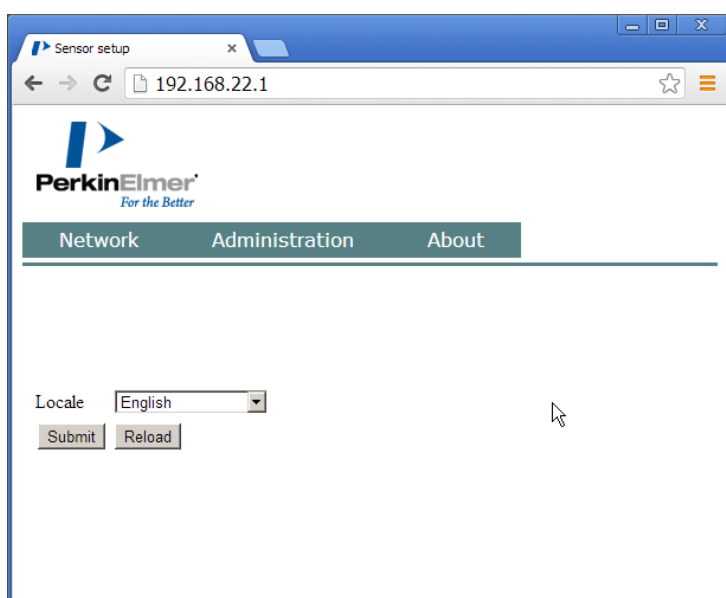 Sensor setup
192.168.22.1
PerkinElmer
For the Better
Network Administration About
Locale English
Submit Reload